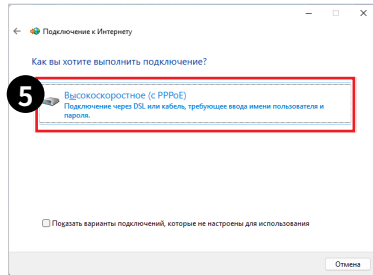 Подключение к Интернету
Как вы хотите выполнить подключение?
5
Высокоскоростное (с PPPoE)
Подключение через DSL или кабель, требующее ввода имени пользователя и
пароля.
Показать варианты подключений, которые не настроены для использования
Отмена